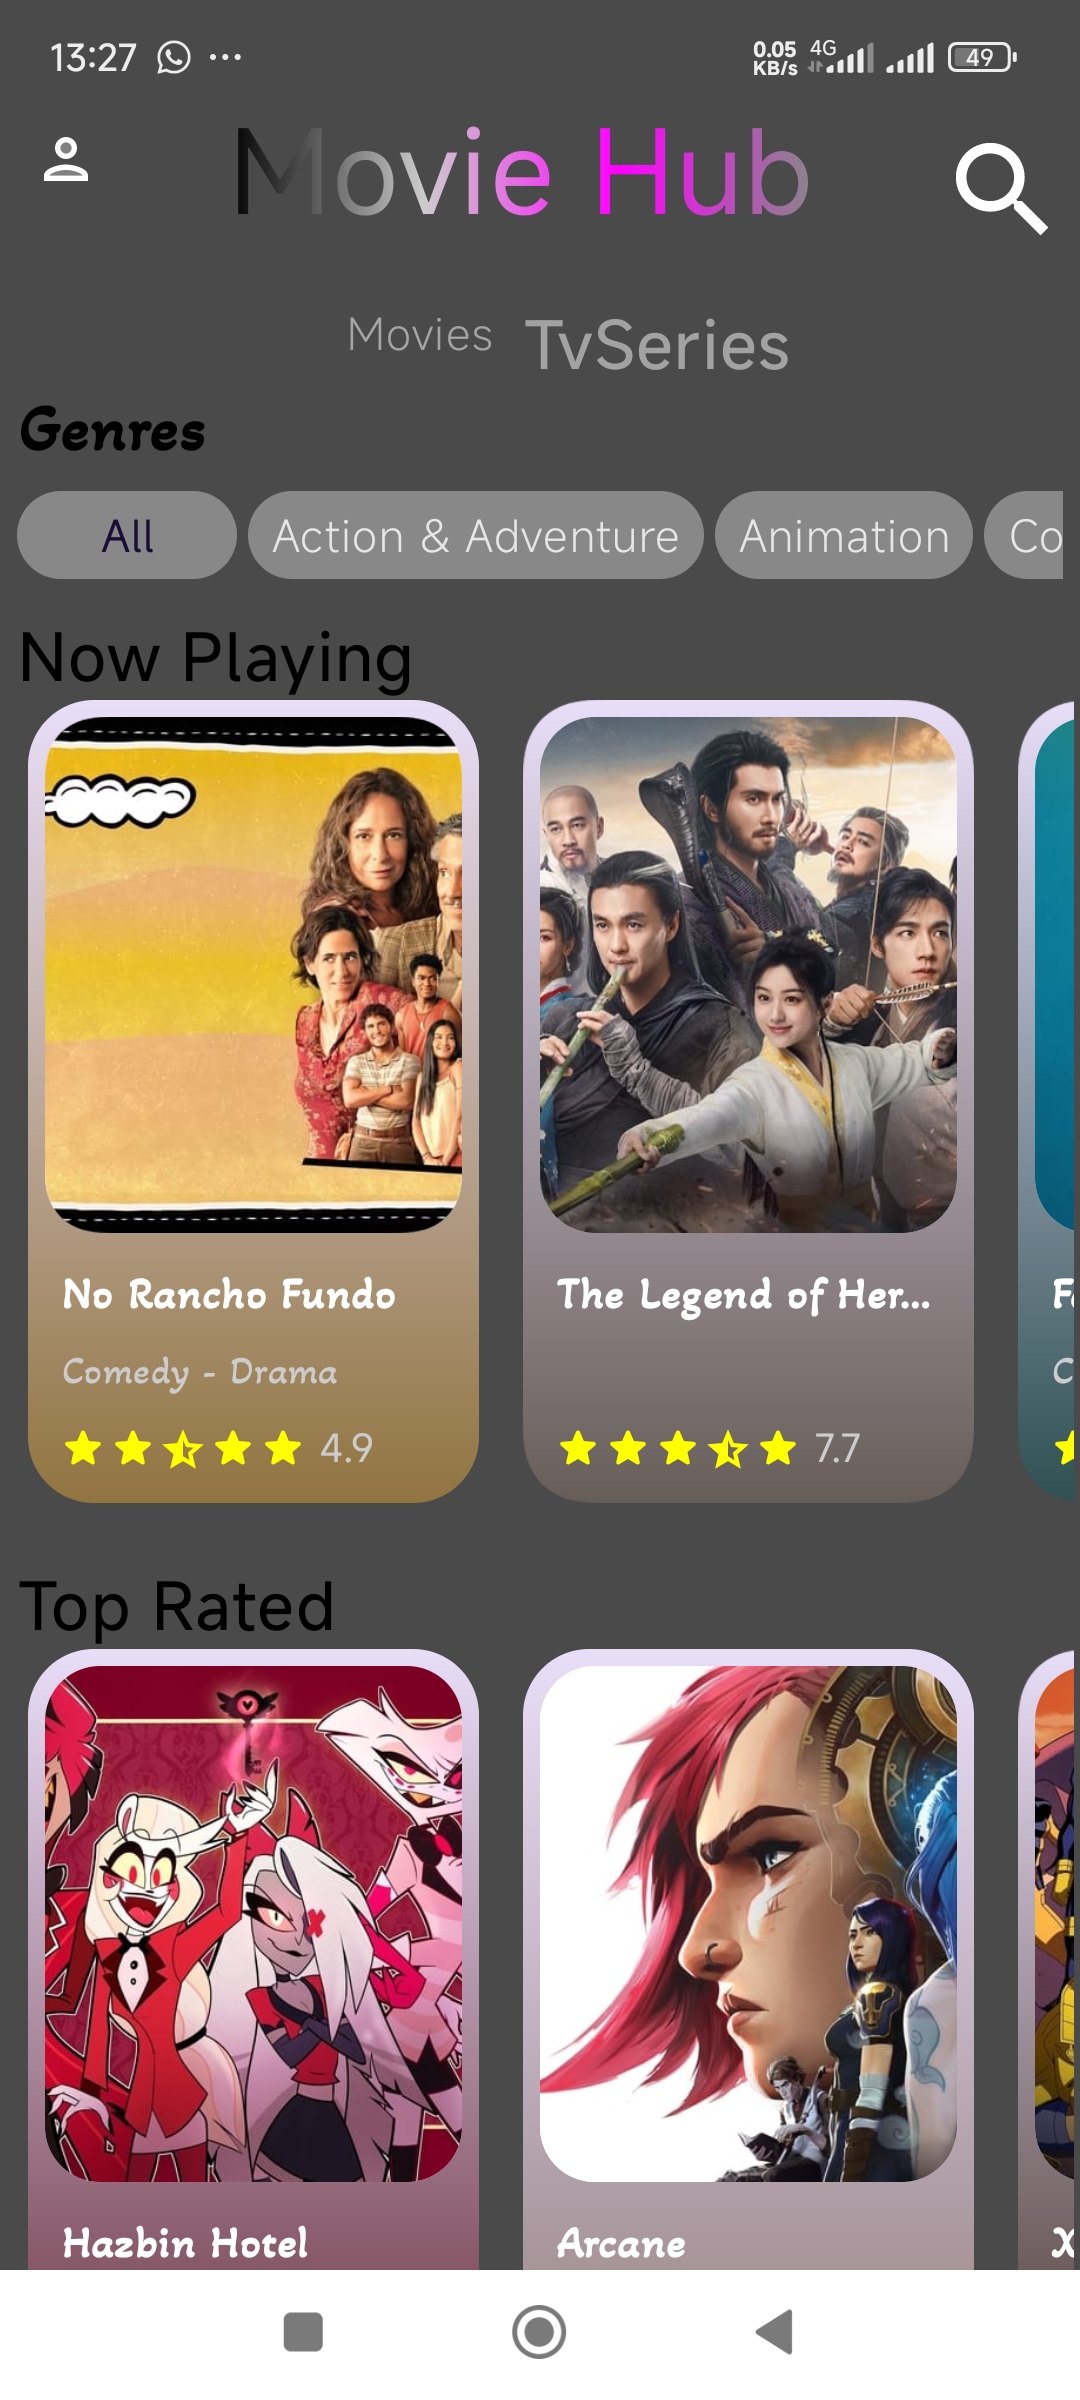 13:27 ... 0.05 KB/s 4G 49
Movie Hub
Movies TvSeries
Genres
All Action & Adventure Animation Co
Now Playing
No Rancho Fundo The Legend of Her...
Comedy - Drama C
4.9 7.7
Top Rated
Hazbin Hotel Arcane X